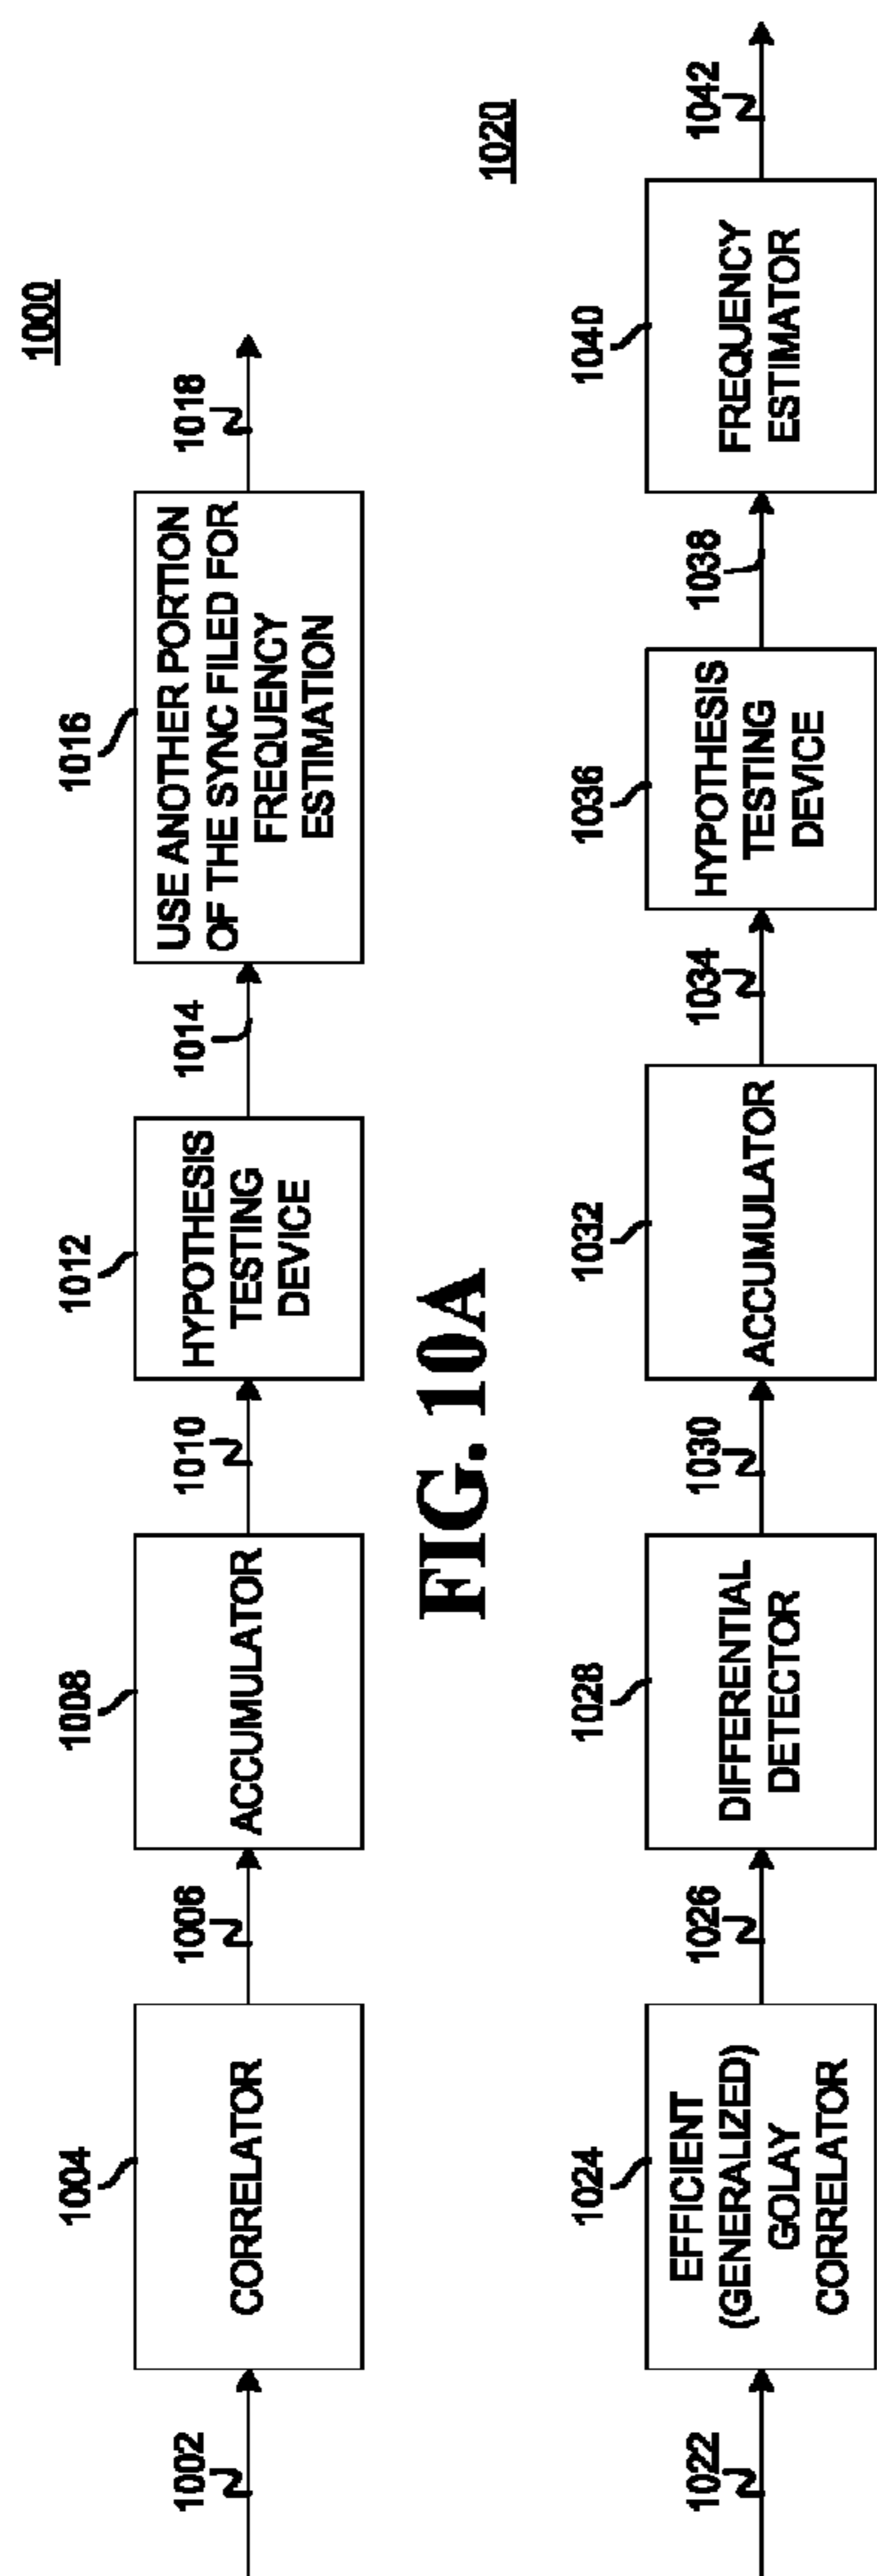 1000
1004
1008
1012
1016
CORRELATOR
ACCUMULATOR
HYPOTHESIS
TESTING
DEVICE
USE ANOTHER PORTION
OF THE SYNC FILED FOR
FREQUENCY
ESTIMATION
1002
1006
1010
1014
1018
FIG. 10A
1020
1024
1028
1032
1036
1040
EFFICIENT
(GENERALIZED)
GOLAY
CORRELATOR
DIFFERENTIAL
DETECTOR
ACCUMULATOR
HYPOTHESIS
TESTING
DEVICE
FREQUENCY
ESTIMATOR
1022
1026
1030
1034
1038
1042